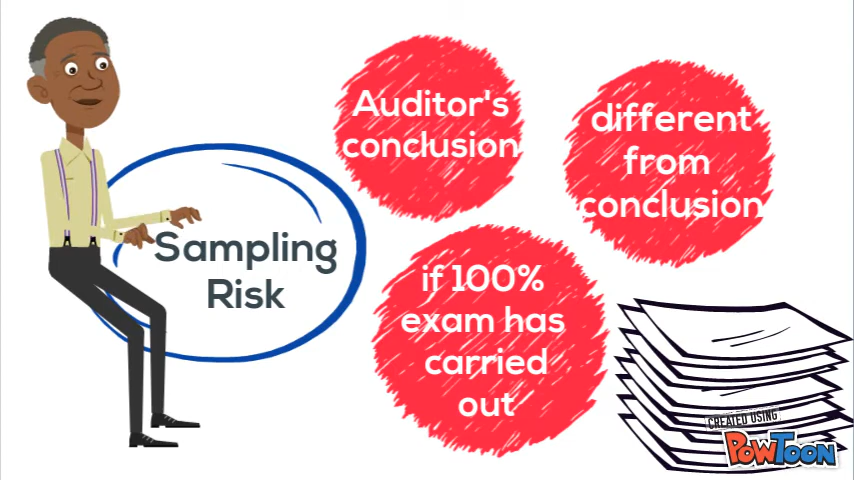 Sampling
Risk
Auditor's
conclusion
different
from
conclusion
if 100%
exam has
carried
out
CREATED USING
POWTOON